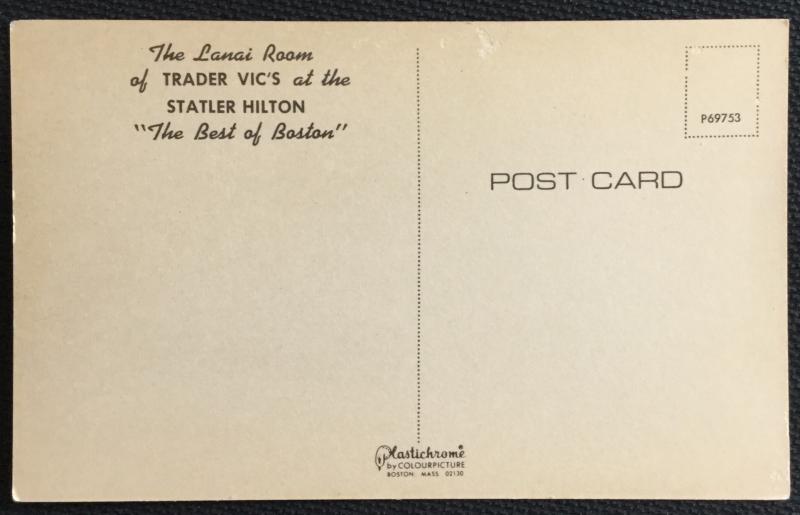 The Lanai Room
of TRADER VIC'S at the
STATLER HILTON
"The Best of Boston"
P69753
POST CARD
Plastichrome®
by COLOURPICTURE
BOSTON, MASS 02130